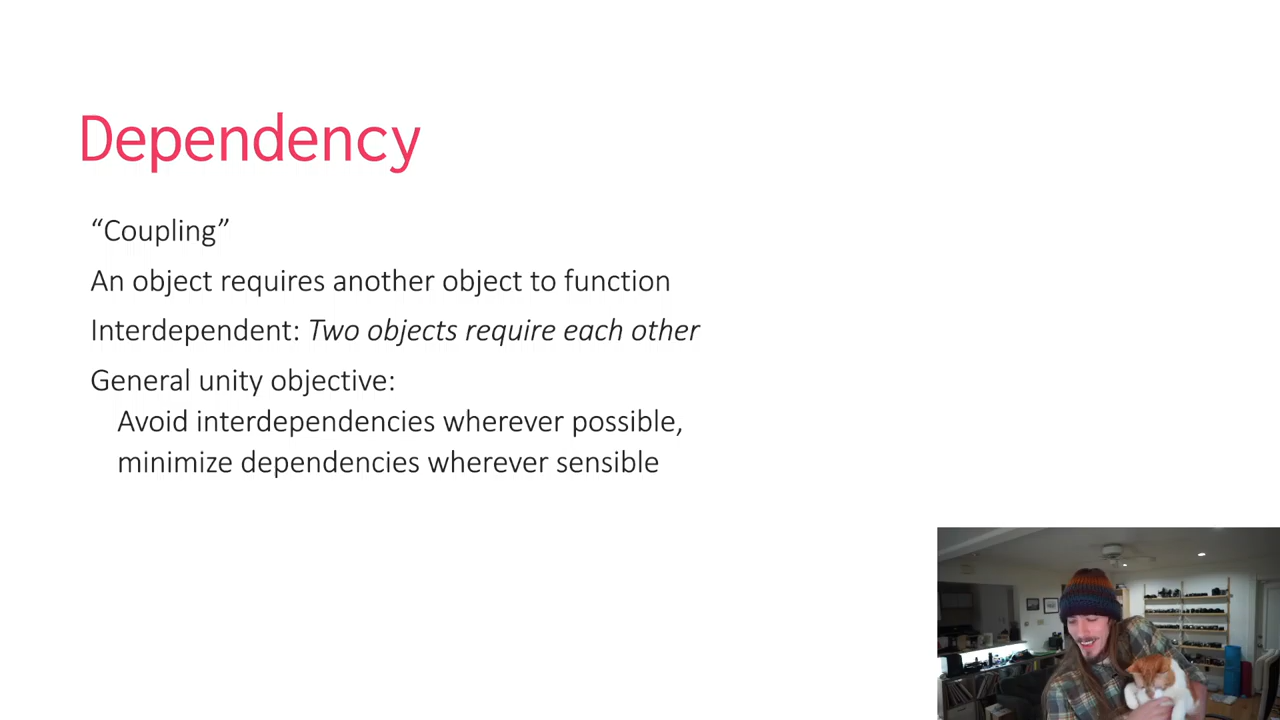 Dependency
“Coupling”
An object requires another object to function
Interdependent: Two objects require each other
General unity objective:
Avoid interdependencies wherever possible,
minimize dependencies wherever sensible